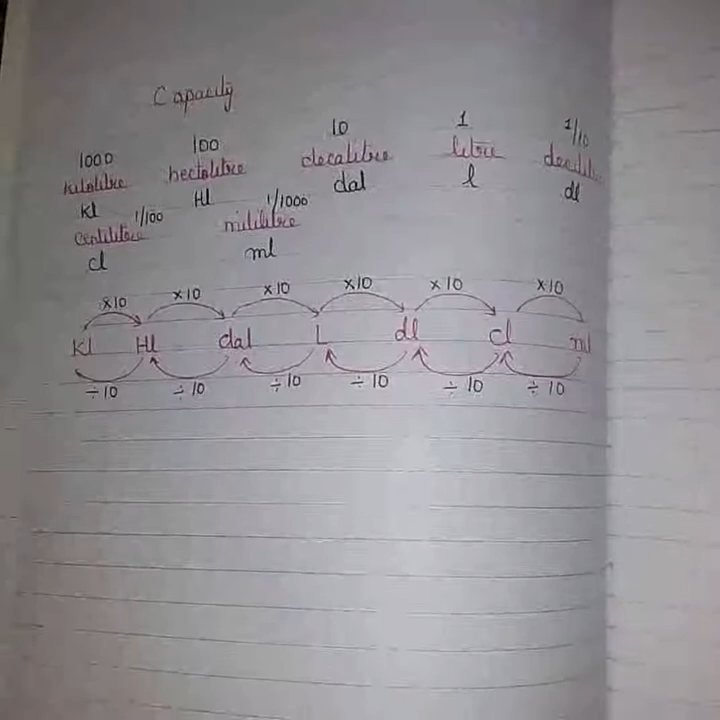 Capacity
1000 100 10 1 1/10
kilolitre hectolitre decalitre litre
kl Hl dal l dl
1/100 1/1000
centilitre mililitre
cl ml
×10 ×10 ×10 ×10 ×10 ×10
Kl Hl dal L dl cl ml
÷10 ÷10 ÷10 ÷10 ÷10 ÷10